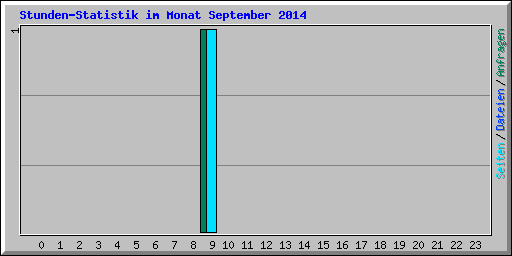 Stunden-Statistik im Monat September 2014
1
0 1 2 3 4 5 6 7 8 9 10 11 12 13 14 15 16 17 18 19 20 21 22 23
Seiten/Dateien/Anfragen